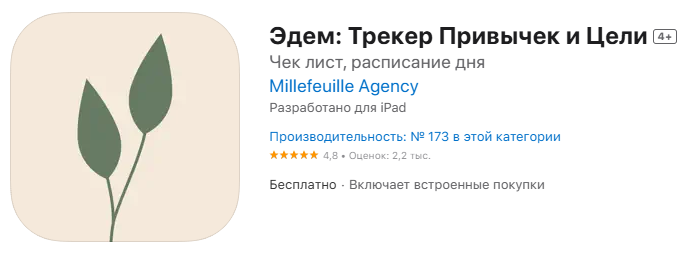 Эдем: Трекер Привычек и Цели 4+
Чек лист, расписание дня
Millefeuille Agency
Разработано для iPad
Производительность: № 173 в этой категории
★★★★★ 4,8 • Оценок: 2,2 тыс.
Бесплатно · Включает встроенные покупки